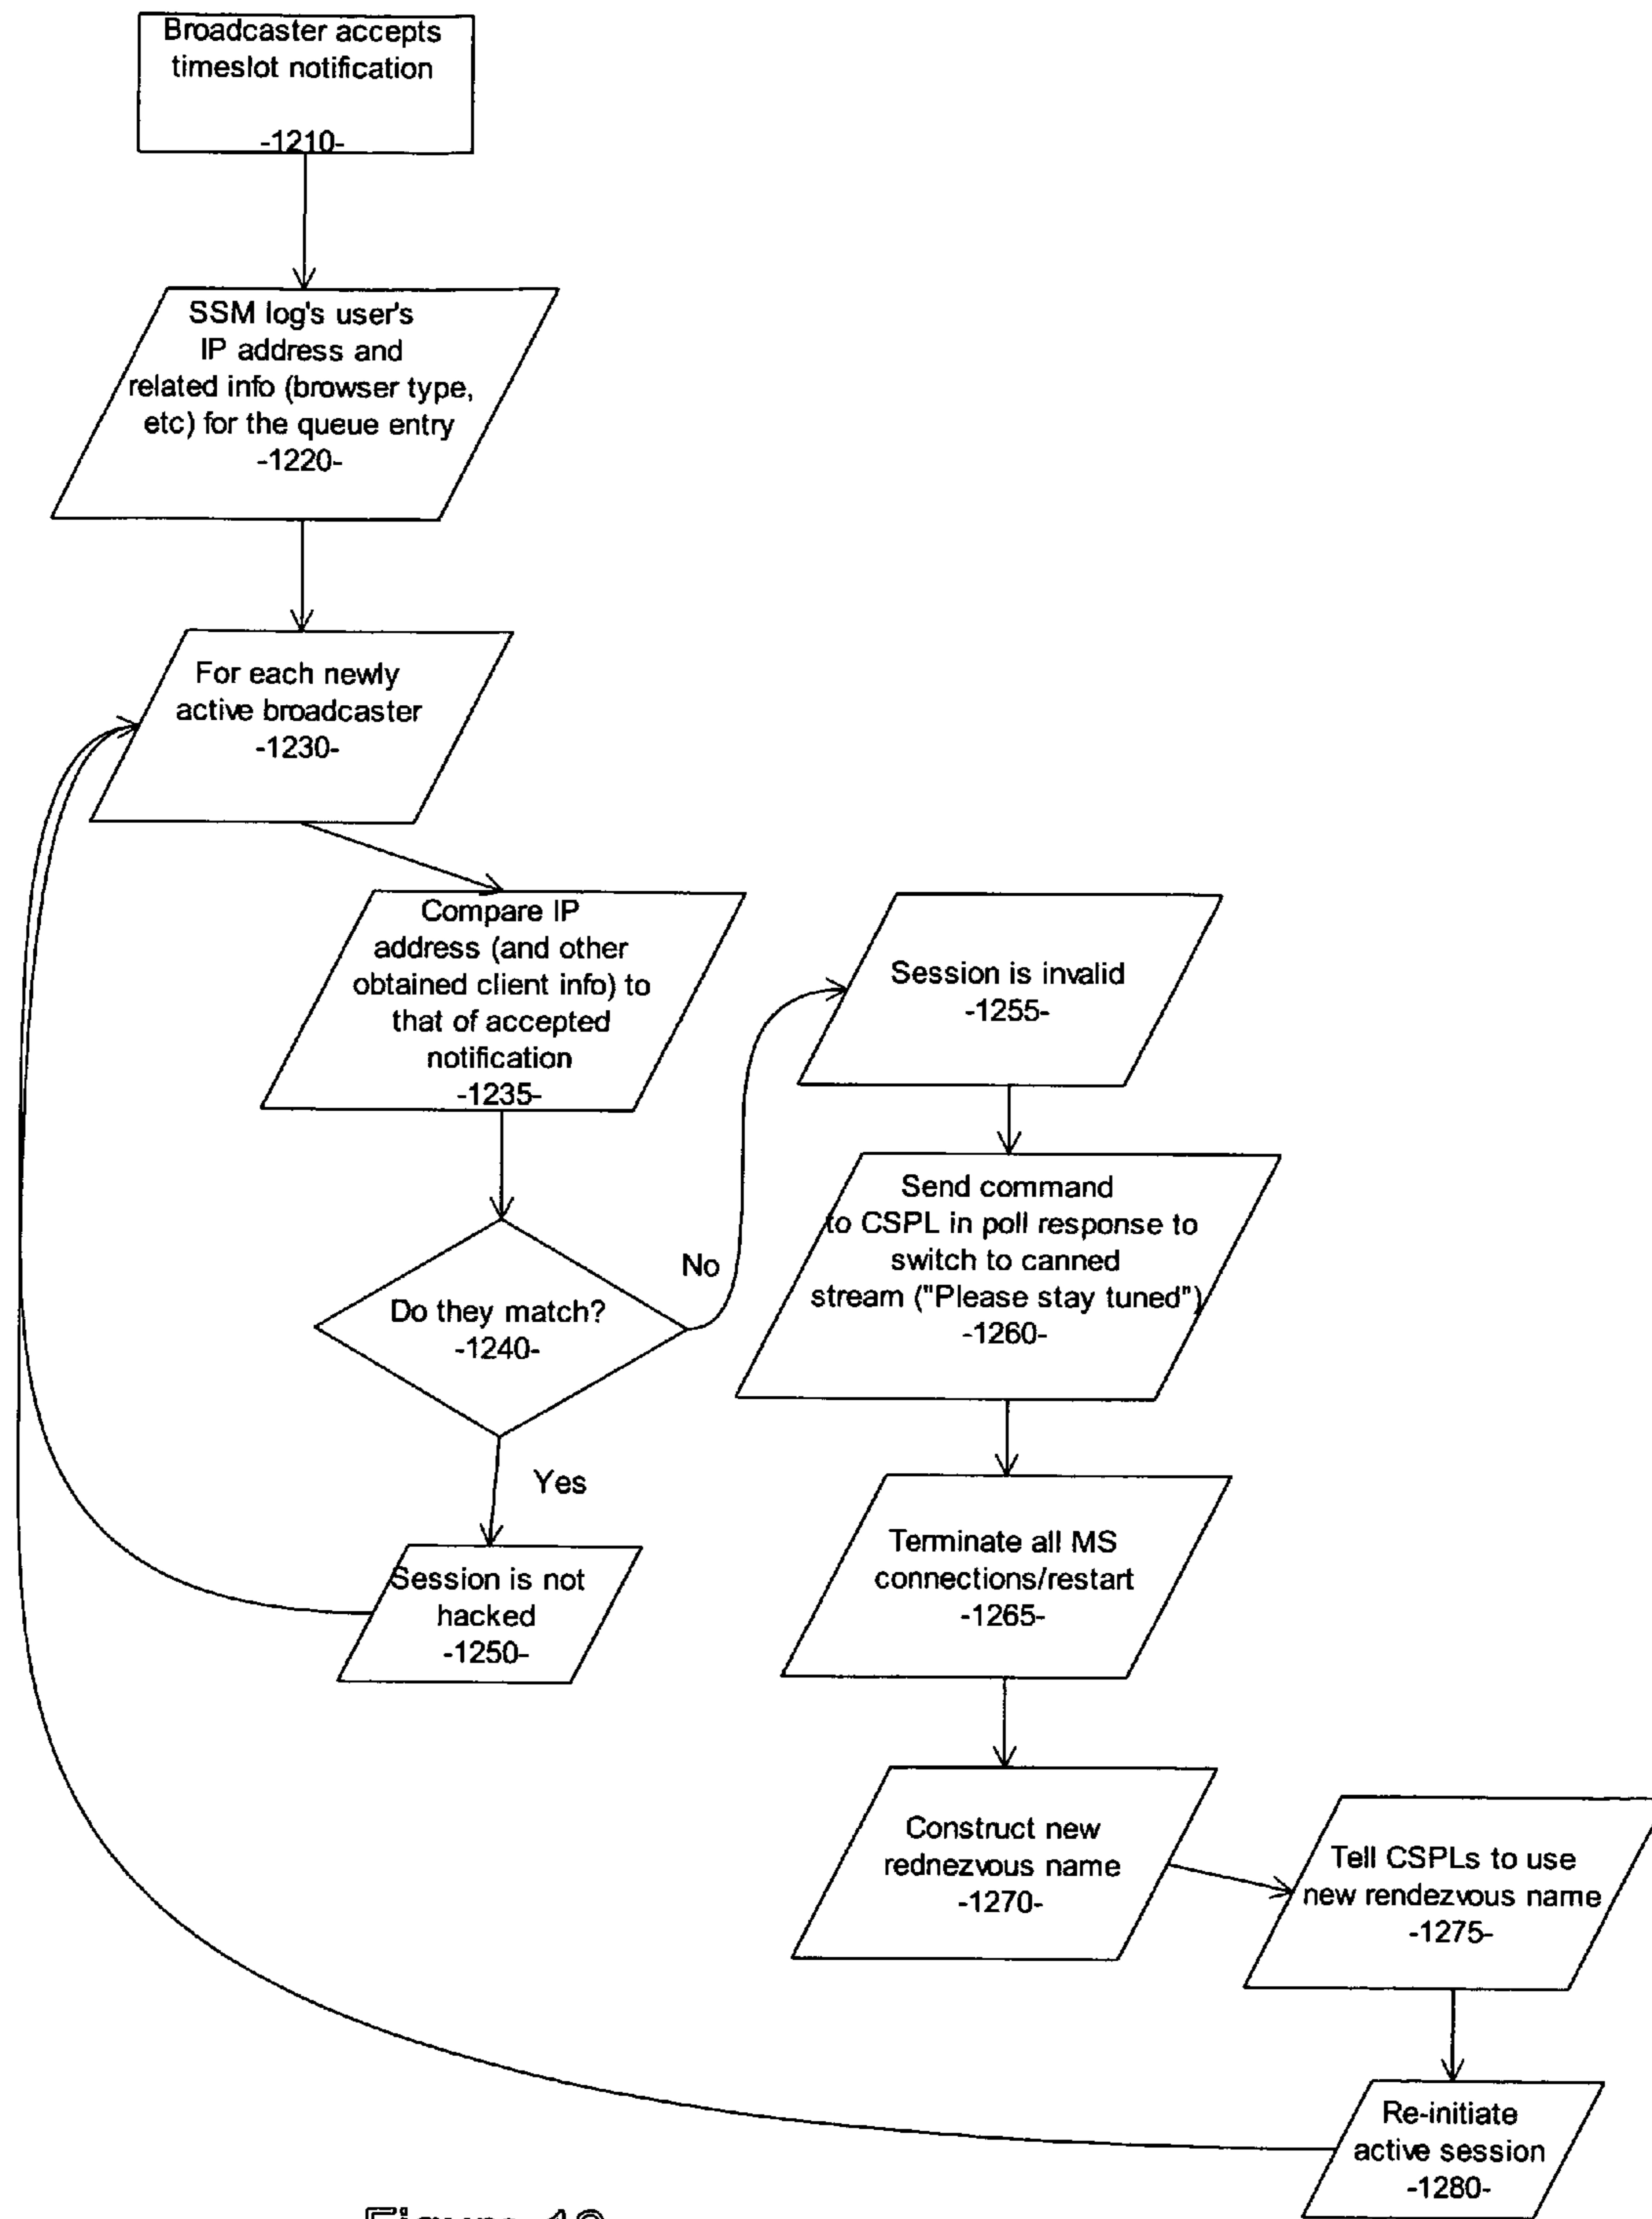 Broadcaster accepts
timeslot notification
-1210-
SSM log's user's
IP address and
related info (browser type,
etc) for the queue entry
-1220-
For each newly
active broadcaster
-1230-
Compare IP
address (and other
obtained client info) to
that of accepted
notification
-1235-
Do they match?
-1240-
No
Yes
Session is not
hacked
-1250-
Session is invalid
-1255-
Send command
to CSPL in poll response to
switch to canned
stream ("Please stay tuned")
-1260-
Terminate all MS
connections/restart
-1265-
Construct new
rednezvous name
-1270-
Tell CSPLs to use
new rendezvous name
-1275-
Re-initiate
active session
-1280-